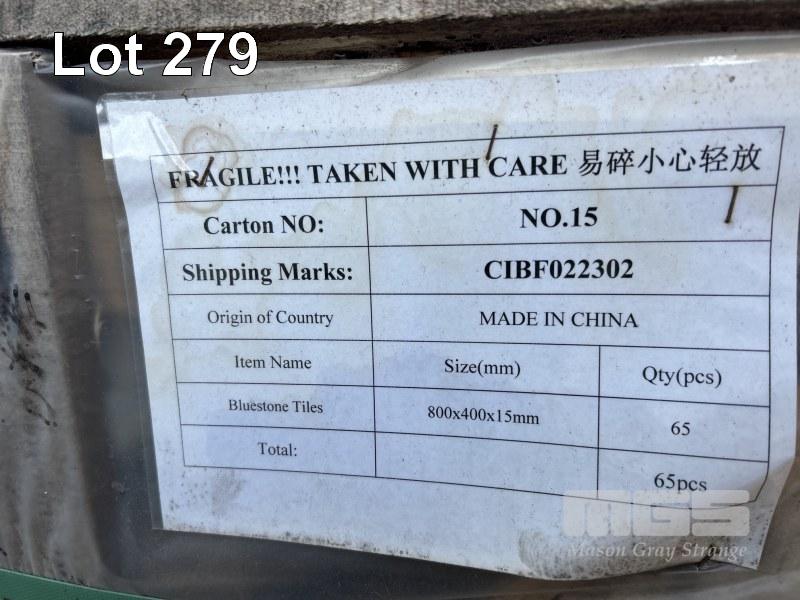 Lot 279
FRAGILE!!! TAKEN WITH CARE 易碎小心轻放
Carton NO: NO.15
Shipping Marks: CIBF022302
Origin of Country MADE IN CHINA
Item Name Size(mm) Qty(pcs)
Bluestone Tiles 800x400x15mm 65
Total: 65pcs
MGS
Mason Gray Strange